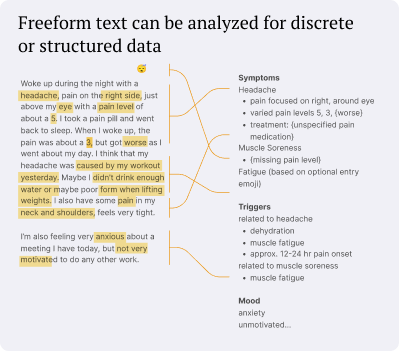 Freeform text can be analyzed for discrete
or structured data
Woke up during the night with a
headache, pain on the right side, just
above my eye with a pain level of
about a 5. I took a pain pill and went
back to sleep. When I woke up, the
pain was about a 3, but got worse as I
went about my day. I think that my
headache was caused by my workout
yesterday. Maybe I didn't drink enough
water or maybe poor form when lifting
weights. I also have some pain in my
neck and shoulders, feels very tight.
I'm also feeling very anxious about a
meeting I have today, but not very
motivated to do any other work.
Symptoms
Headache
• pain focused on right, around eye
• varied pain levels 5, 3, (worse)
• treatment: (unspecified pain
medication)
Muscle Soreness
• (missing pain level)
Fatigue (based on optional entry
emoji)
Triggers
related to headache
• dehydration
• muscle fatigue
• approx. 12-24 hr pain onset
related to muscle soreness
• muscle fatigue
Mood
anxiety
unmotivated...